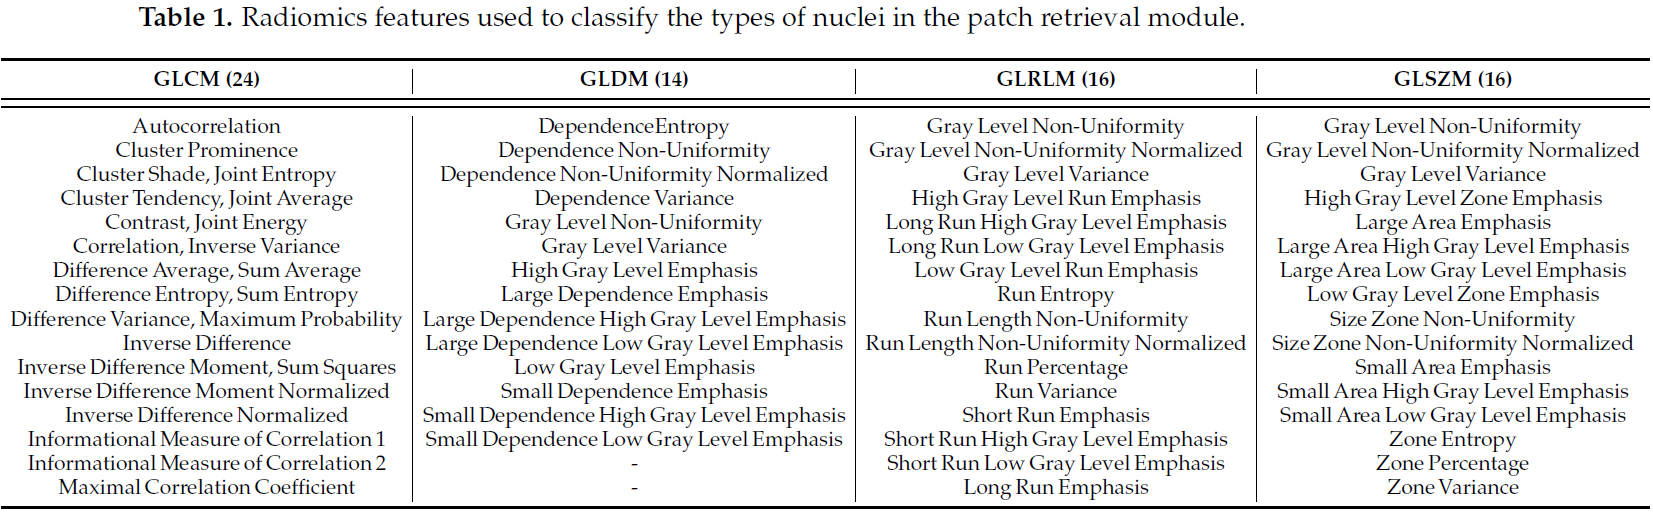 Table 1. Radiomics features used to classify the types of nuclei in the patch retrieval module.
GLCM (24) GLDM (14) GLRLM (16) GLSZM (16)
Autocorrelation DependenceEntropy Gray Level Non-Uniformity Gray Level Non-Uniformity
Cluster Prominence Dependence Non-Uniformity Gray Level Non-Uniformity Normalized Gray Level Non-Uniformity Normalized
Cluster Shade, Joint Entropy Dependence Non-Uniformity Normalized Gray Level Variance Gray Level Variance
Cluster Tendency, Joint Average Dependence Variance High Gray Level Run Emphasis High Gray Level Zone Emphasis
Contrast, Joint Energy Gray Level Non-Uniformity Long Run High Gray Level Emphasis Large Area Emphasis
Correlation, Inverse Variance Gray Level Variance Long Run Low Gray Level Emphasis Large Area High Gray Level Emphasis
Difference Average, Sum Average High Gray Level Emphasis Low Gray Level Run Emphasis Large Area Low Gray Level Emphasis
Difference Entropy, Sum Entropy Large Dependence Emphasis Run Entropy Low Gray Level Zone Emphasis
Difference Variance, Maximum Probability Large Dependence High Gray Level Emphasis Run Length Non-Uniformity Size Zone Non-Uniformity
Inverse Difference Large Dependence Low Gray Level Emphasis Run Length Non-Uniformity Normalized Size Zone Non-Uniformity Normalized
Inverse Difference Moment, Sum Squares Low Gray Level Emphasis Run Percentage Small Area Emphasis
Inverse Difference Moment Normalized Small Dependence Emphasis Run Variance Small Area High Gray Level Emphasis
Inverse Difference Normalized Small Dependence High Gray Level Emphasis Short Run Emphasis Small Area Low Gray Level Emphasis
Informational Measure of Correlation 1 Small Dependence Low Gray Level Emphasis Short Run High Gray Level Emphasis Zone Entropy
Informational Measure of Correlation 2 - Short Run Low Gray Level Emphasis Zone Percentage
Maximal Correlation Coefficient - Long Run Emphasis Zone Variance